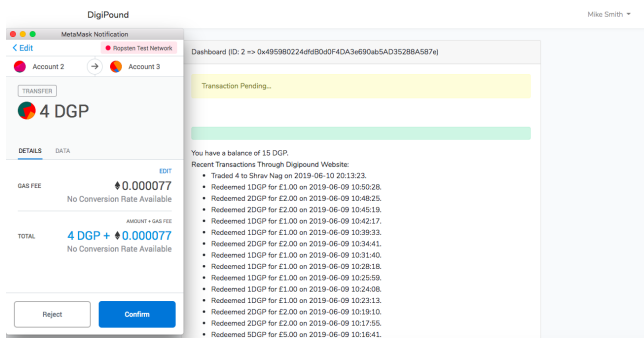 DigiPound
Mike Smith
MetaMask Notification
Edit
Ropsten Test Network
Account 2
Account 3
TRANSFER
4 DGP
DETAILS DATA
EDIT
GAS FEE
0.000077
No Conversion Rate Available
AMOUNT + GAS FEE
TOTAL
4 DGP + 0.000077
No Conversion Rate Available
Reject
Confirm
Dashboard (ID: 2 => 0x495980224dfdB0d0F4DA3e690ab5AD35288A587e)
Transaction Pending...
You have a balance of 15 DGP.
Recent Transactions Through Digipound Website:
• Traded 4 to Shrav Nag on 2019-06-10 20:13:23.
• Redeemed 1DGP for £1.00 on 2019-06-09 10:50:28.
• Redeemed 2DGP for £2.00 on 2019-06-09 10:48:25.
• Redeemed 2DGP for £2.00 on 2019-06-09 10:45:19.
• Redeemed 1DGP for £1.00 on 2019-06-09 10:42:17.
• Redeemed 1DGP for £1.00 on 2019-06-09 10:39:33.
• Redeemed 2DGP for £2.00 on 2019-06-09 10:34:41.
• Redeemed 1DGP for £1.00 on 2019-06-09 10:31:40.
• Redeemed 1DGP for £1.00 on 2019-06-09 10:28:18.
• Redeemed 1DGP for £1.00 on 2019-06-09 10:25:59.
• Redeemed 1DGP for £1.00 on 2019-06-09 10:24:08.
• Redeemed 1DGP for £1.00 on 2019-06-09 10:23:13.
• Redeemed 2DGP for £2.00 on 2019-06-09 10:19:10.
• Redeemed 2DGP for £2.00 on 2019-06-09 10:17:55.
• Redeemed 5DGP for £5.00 on 2019-06-09 10:16:41.